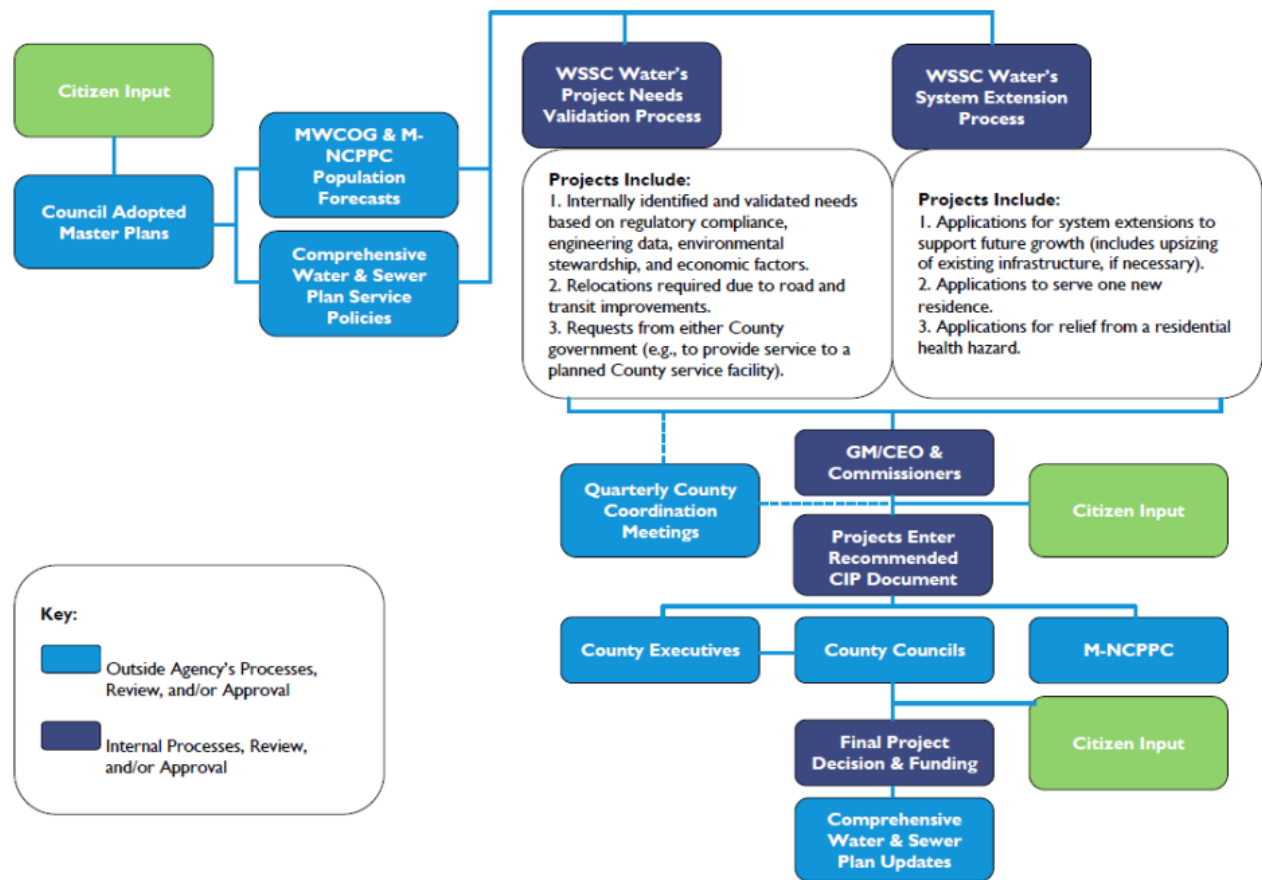 Citizen Input
Council Adopted
Master Plans
MWCOG & M-
NCPPC
Population
Forecasts
Comprehensive
Water & Sewer
Plan Service
Policies
WSSC Water's
Project Needs
Validation Process
WSSC Water's
System Extension
Process
Projects Include:
1. Internally identified and validated needs
based on regulatory compliance,
engineering data, environmental
stewardship, and economic factors.
2. Relocations required due to road and
transit improvements.
3. Requests from either County
government (e.g., to provide service to a
planned County service facility).
Projects Include:
1. Applications for system extensions to
support future growth (includes upsizing
of existing infrastructure, if necessary).
2. Applications to serve one new
residence.
3. Applications for relief from a residential
health hazard.
GM/CEO &
Commissioners
Quarterly County
Coordination
Meetings
Citizen Input
Projects Enter
Recommended
CIP Document
County Executives
County Councils
M-NCPPC
Final Project
Decision & Funding
Citizen Input
Comprehensive
Water & Sewer
Plan Updates
Key:
Outside Agency's Processes,
Review, and/or Approval
Internal Processes, Review,
and/or Approval